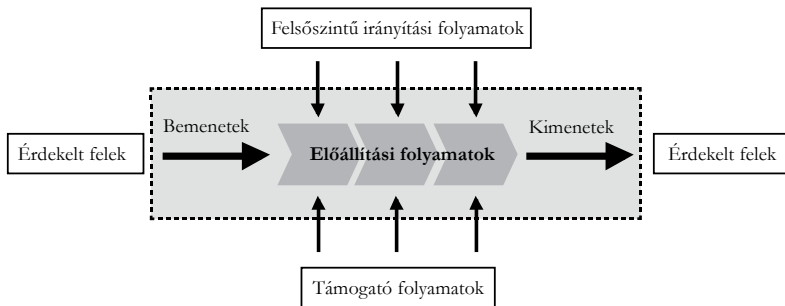 Felsőszintű irányítási folyamatok
Bemenetek
Kimenetek
Érdekelt felek
Előállítási folyamatok
Érdekelt felek
Támogató folyamatok